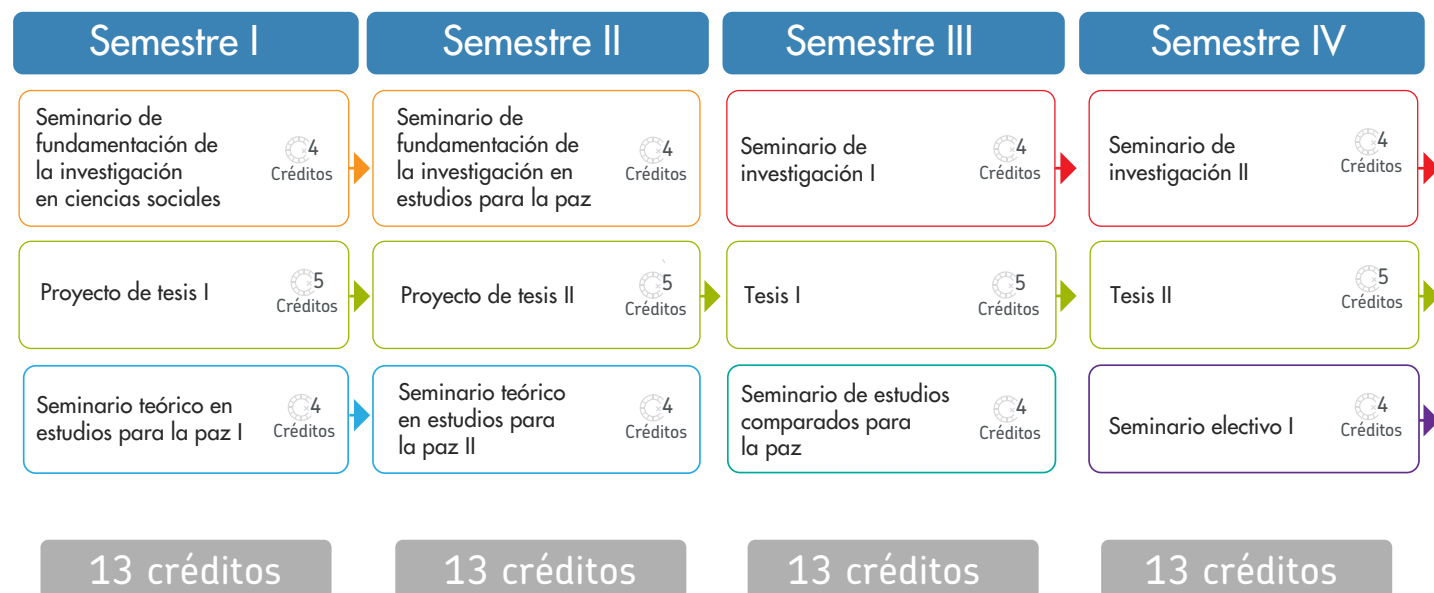 Semestre I
Semestre II
Semestre III
Semestre IV
Seminario de
fundamentación de
la investigación
en ciencias sociales
4
Créditos
Seminario de
fundamentación de
la investigación en
estudios para la paz
4
Créditos
Seminario de
investigación I
4
Créditos
Seminario de
investigación II
4
Créditos
Proyecto de tesis I
5
Créditos
Proyecto de tesis II
5
Créditos
Tesis I
5
Créditos
Tesis II
5
Créditos
Seminario teórico en
estudios para la paz I
4
Créditos
Seminario teórico
en estudios para
la paz II
4
Créditos
Seminario de estudios
comparados para
la paz
4
Créditos
Seminario electivo I
4
Créditos
13 créditos
13 créditos
13 créditos
13 créditos